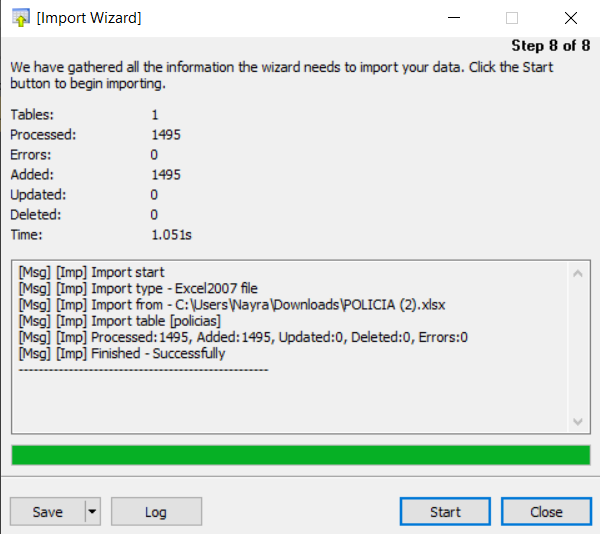 [Import Wizard]
Step 8 of 8
We have gathered all the information the wizard needs to import your data. Click the Start
button to begin importing.
Tables: 1
Processed: 1495
Errors: 0
Added: 1495
Updated: 0
Deleted: 0
Time: 1.051s
[Msg] [Imp] Import start
[Msg] [Imp] Import type - Excel2007 file
[Msg] [Imp] Import from - C:\Users\Nayra\Downloads\POLICIA (2).xlsx
[Msg] [Imp] Import table [policias]
[Msg] [Imp] Processed:1495, Added:1495, Updated:0, Deleted:0, Errors:0
[Msg] [Imp] Finished - Successfully
--------------------------------------------------
Save Log Start Close